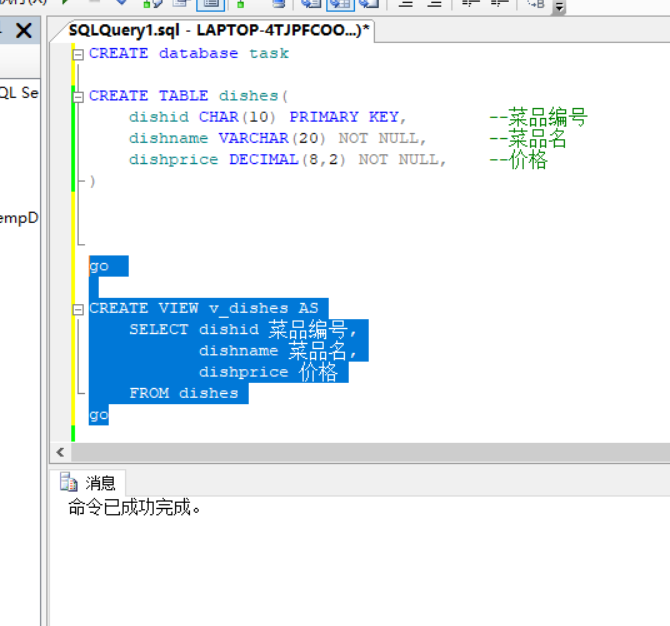 SQLQuery1.sql - LAPTOP-4TJPFCOO...)*
CREATE database task
QL Se
CREATE TABLE dishes(
dishid CHAR(10) PRIMARY KEY, --菜品编号
dishname VARCHAR(20) NOT NULL, --菜品名
dishprice DECIMAL(8,2) NOT NULL, --价格
)
empD
go
CREATE VIEW v_dishes AS
SELECT dishid 菜品编号,
dishname 菜品名,
dishprice 价格
FROM dishes
go
消息
命令已成功完成。